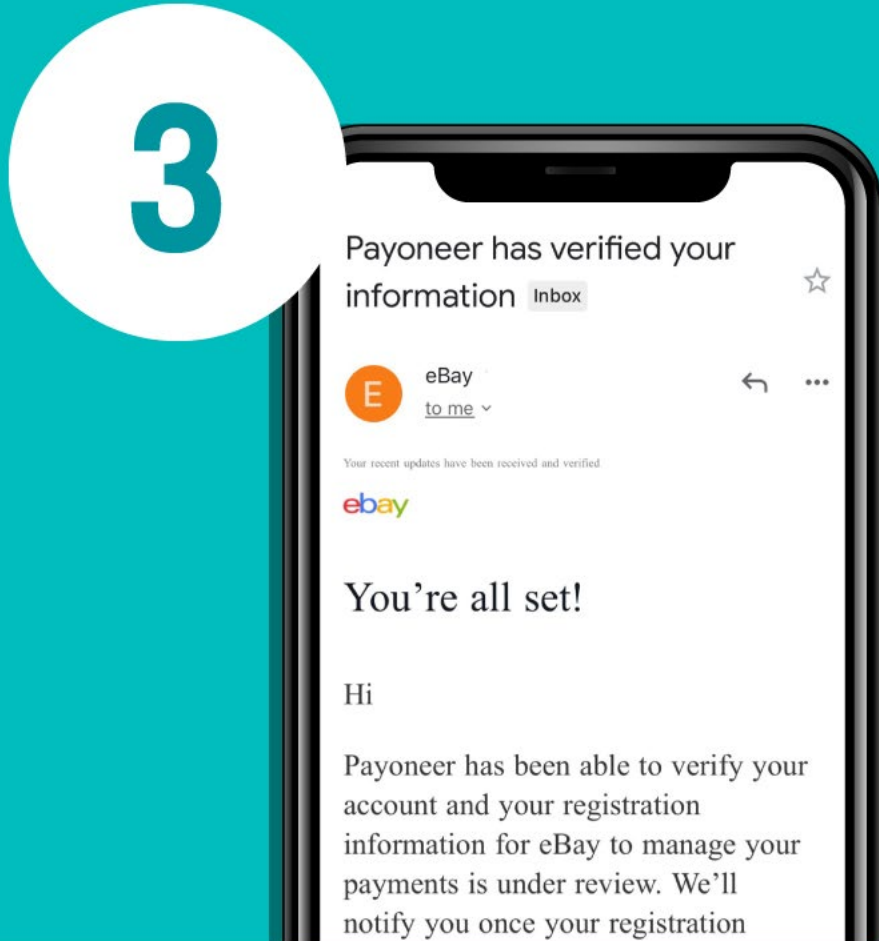 3
Payoneer has verified your
information Inbox
E
eBay
to me
Your recent updates have been received and verified
ebay
You’re all set!
Hi
Payoneer has been able to verify your
account and your registration
information for eBay to manage your
payments is under review. We’ll
notify you once your registration